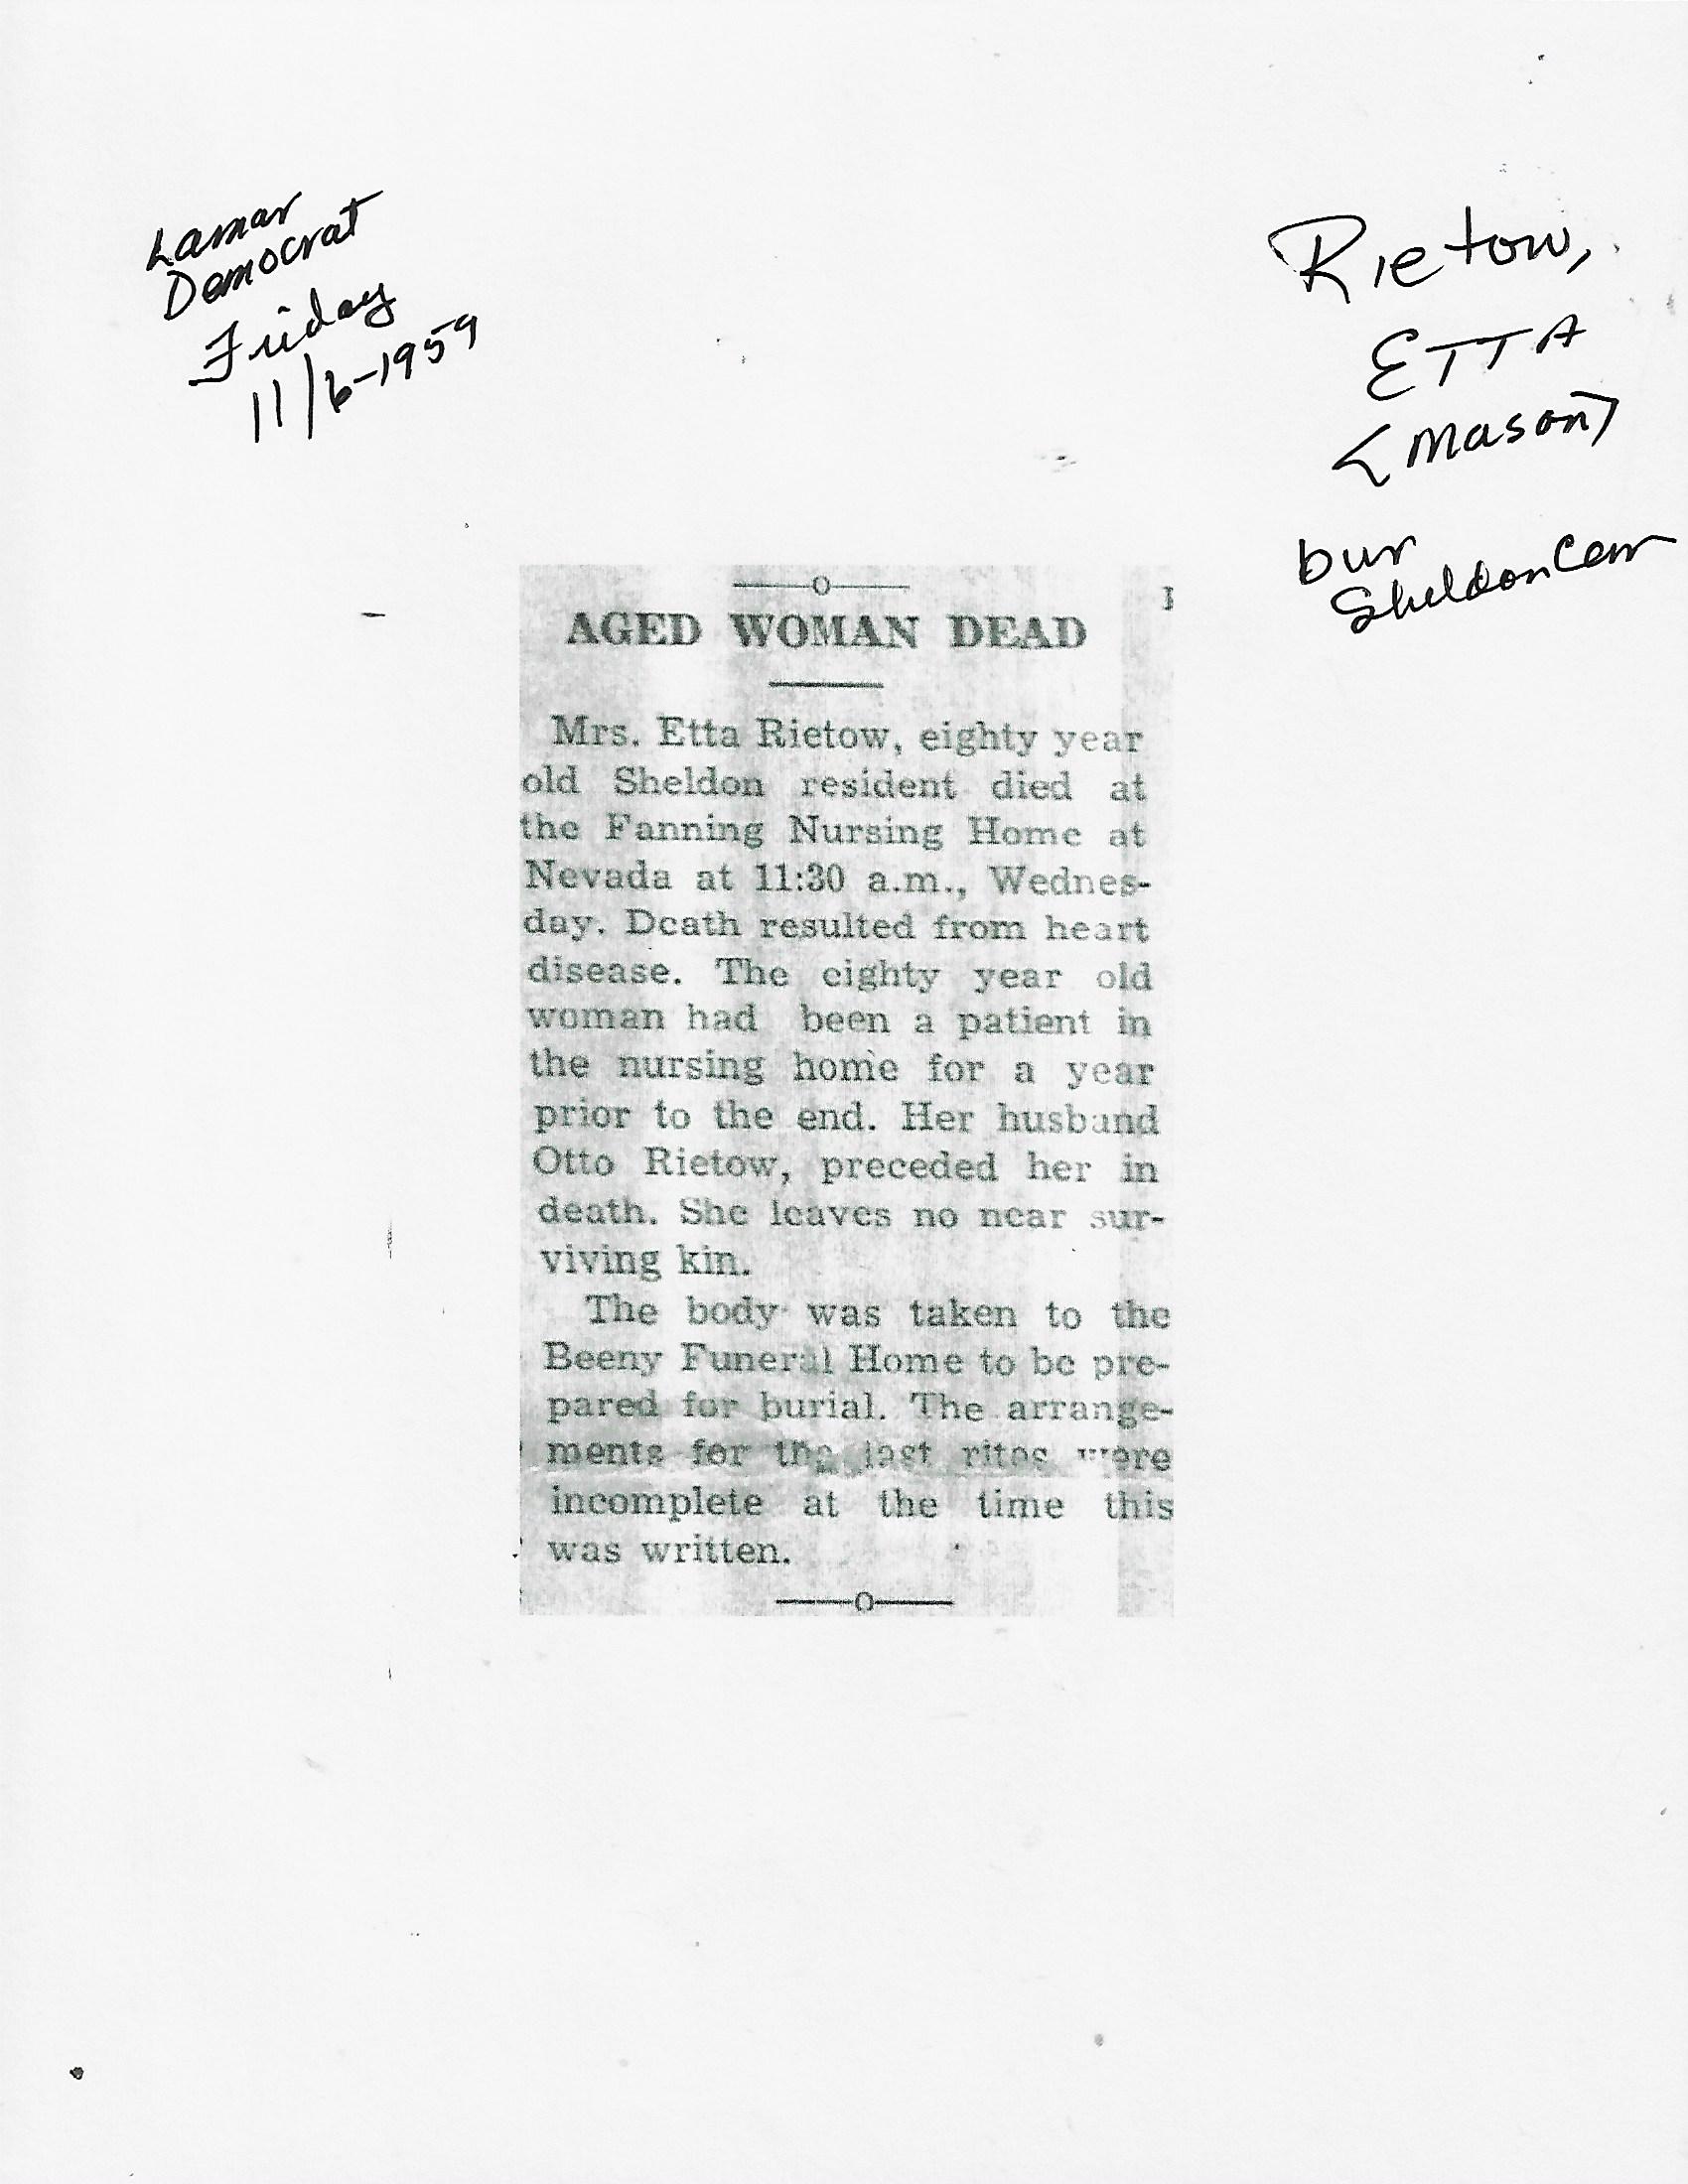 Lamar
Democrat
Friday
11/6-1959
Rietow,
ETTA
<Mason>
bur
Sheldon Cem
AGED WOMAN DEAD
Mrs. Etta Rietow, eighty year
old Sheldon resident died at
the Fanning Nursing Home at
Nevada at 11:30 a.m., Wednes-
day. Death resulted from heart
disease. The eighty year old
woman had been a patient in
the nursing home for a year
prior to the end. Her husband
Otto Rietow, preceded her in
death. She leaves no near sur-
viving kin.
The body was taken to the
Beeny Funeral Home to be pre-
pared for burial. The arrange-
ments for the last rites were
incomplete at the time this
was written.